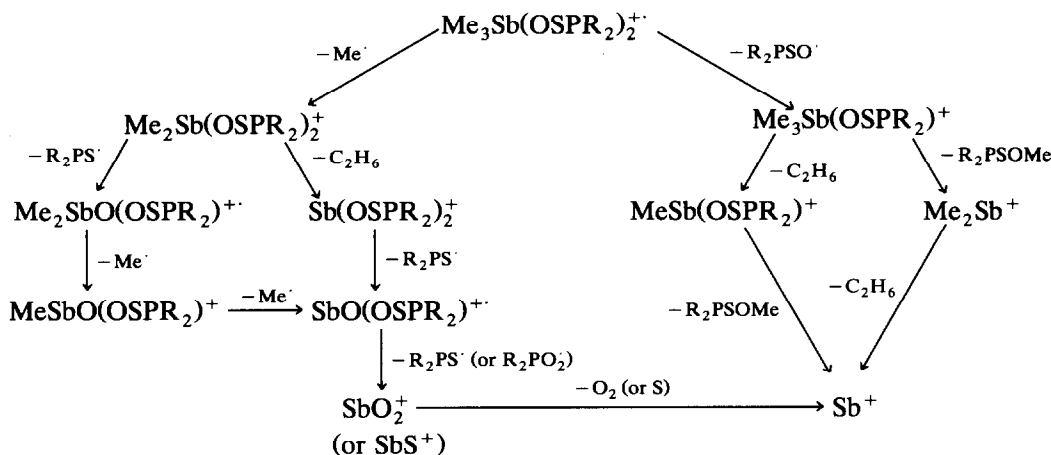 Me₃Sb(OSPR₂)₂⁺·
−Me·
−R₂PSO·
Me₂Sb(OSPR₂)₂⁺
Me₃Sb(OSPR₂)⁺
−R₂PS·
−C₂H₆
−C₂H₆
−R₂PSOMe
Me₂SbO(OSPR₂)⁺·
Sb(OSPR₂)₂⁺
MeSb(OSPR₂)⁺
Me₂Sb⁺
−Me·
−R₂PS·
−C₂H₆
MeSbO(OSPR₂)⁺
−Me·
SbO(OSPR₂)⁺·
−R₂PSOMe
−R₂PS· (or R₂PO₂·)
SbO₂⁺
−O₂ (or S)
Sb⁺
(or SbS⁺)